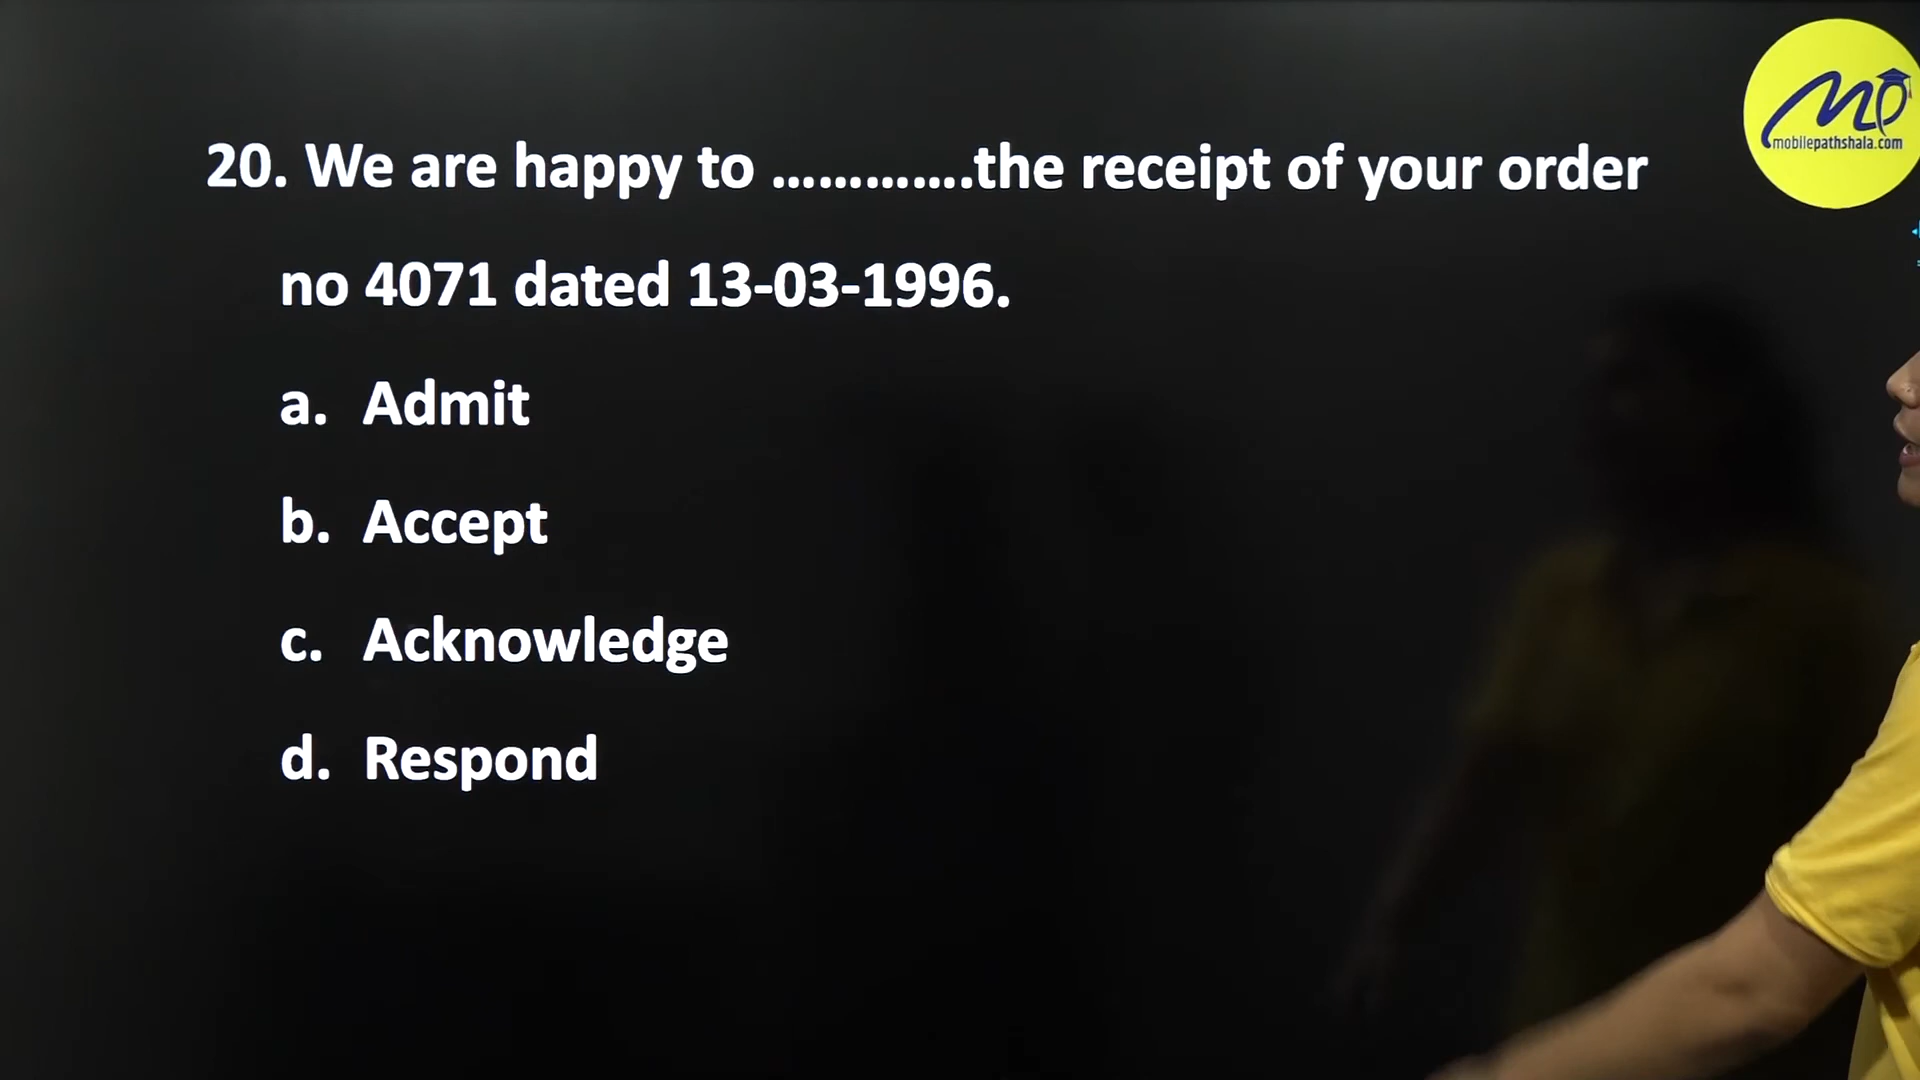 mobilepathshala.com
20. We are happy to .............the receipt of your order
no 4071 dated 13-03-1996.
a. Admit
b. Accept
c. Acknowledge
d. Respond